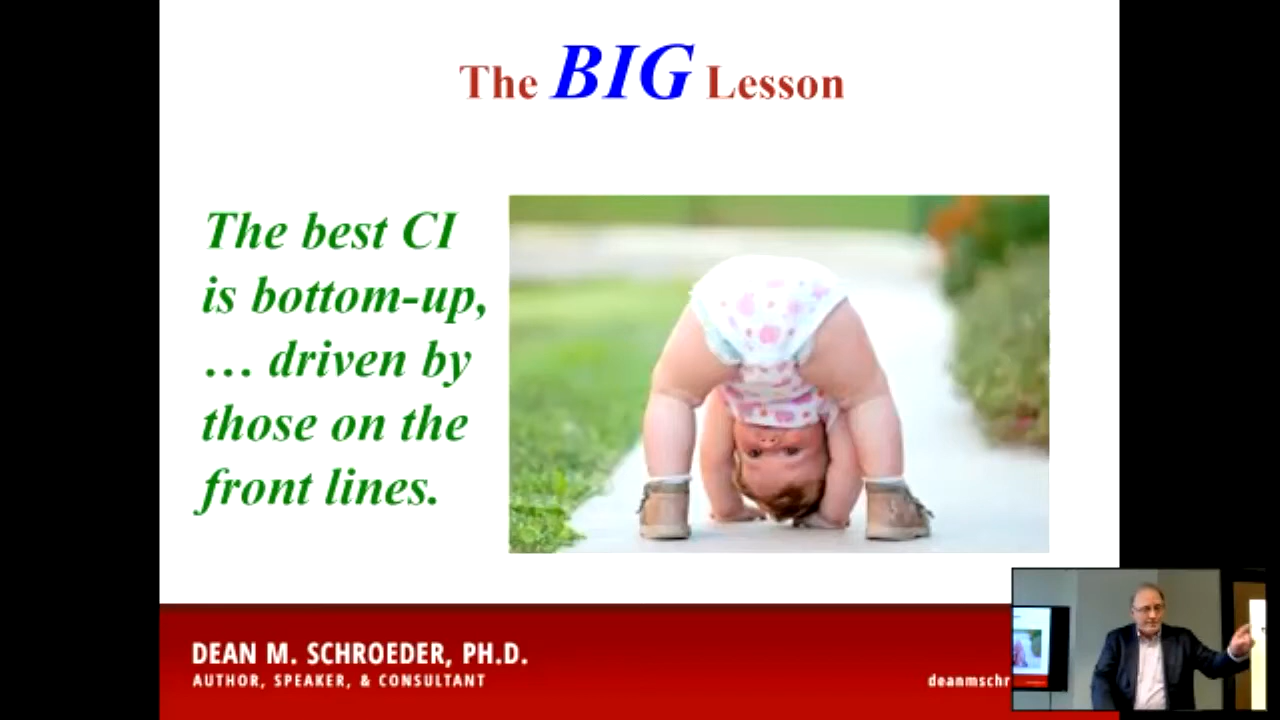 The BIG Lesson
The best CI
is bottom-up,
… driven by
those on the
front lines.
DEAN M. SCHROEDER, PH.D.
AUTHOR, SPEAKER, & CONSULTANT
deanmschr